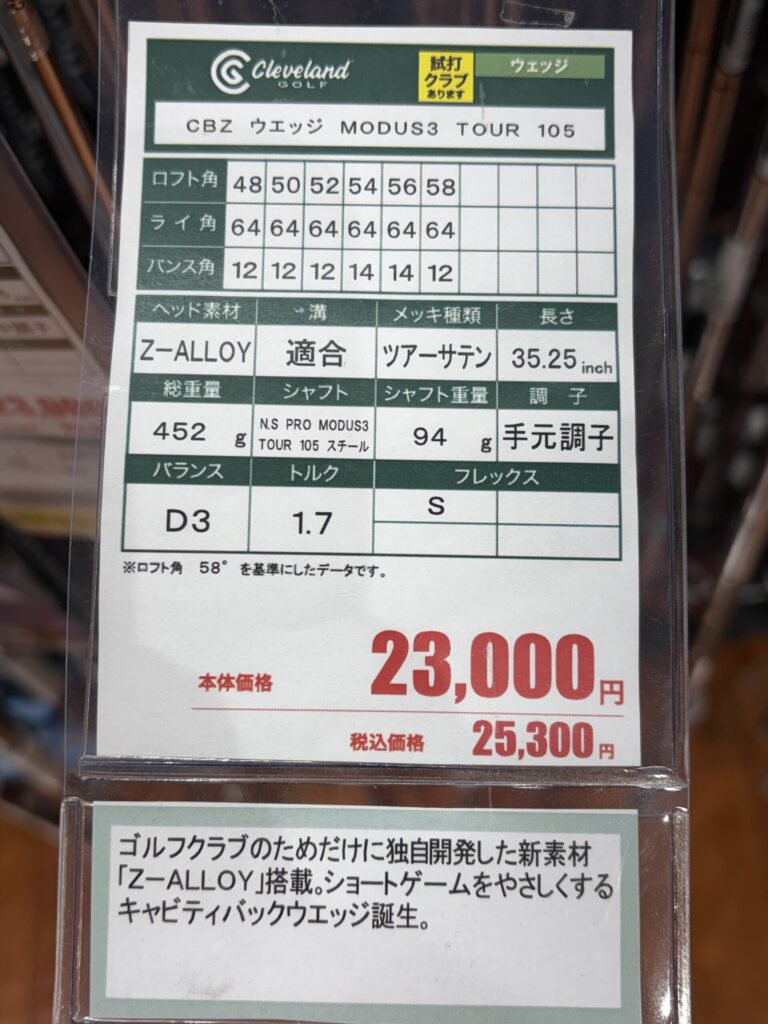 Cleveland
GOLF
試打
クラブ
あります
ウェッジ
CBZ ウエッジ MODUS3 TOUR 105
ロフト角 48 50 52 54 56 58
ライ角 64 64 64 64 64 64
バンス角 12 12 12 14 14 12
ヘッド素材 溝 メッキ種類 長さ
Z-ALLOY 適合 ツアーサテン 35.25 inch
総重量 シャフト シャフト重量 調子
452 g N.S PRO MODUS3 TOUR 105 スチール 94 g 手元調子
バランス トルク フレックス
D3 1.7 S
※ロフト角 58° を基準にしたデータです。
本体価格 23,000円
税込価格 25,300円
ゴルフクラブのためだけに独自開発した新素材
「Z-ALLOY」搭載。ショートゲームをやさしくする
キャビティバックウエッジ誕生。